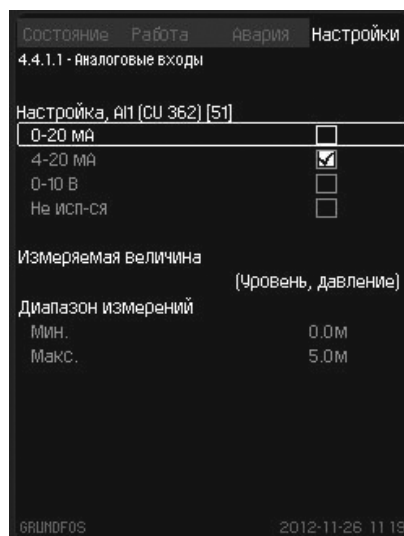 Состояние Работа Авария Настройки
4.4.1.1 - Аналоговые входы
Настройка, AI1 (CU 362) [51]
0-20 мА
4-20 мА
0-10 В
Не исп-ся
Измеряемая величина
(Уровень, давление)
Диапазон измерений
Мин. 0.0м
Макс. 5.0м
GRUNDFOS 2012-11-26 11:19